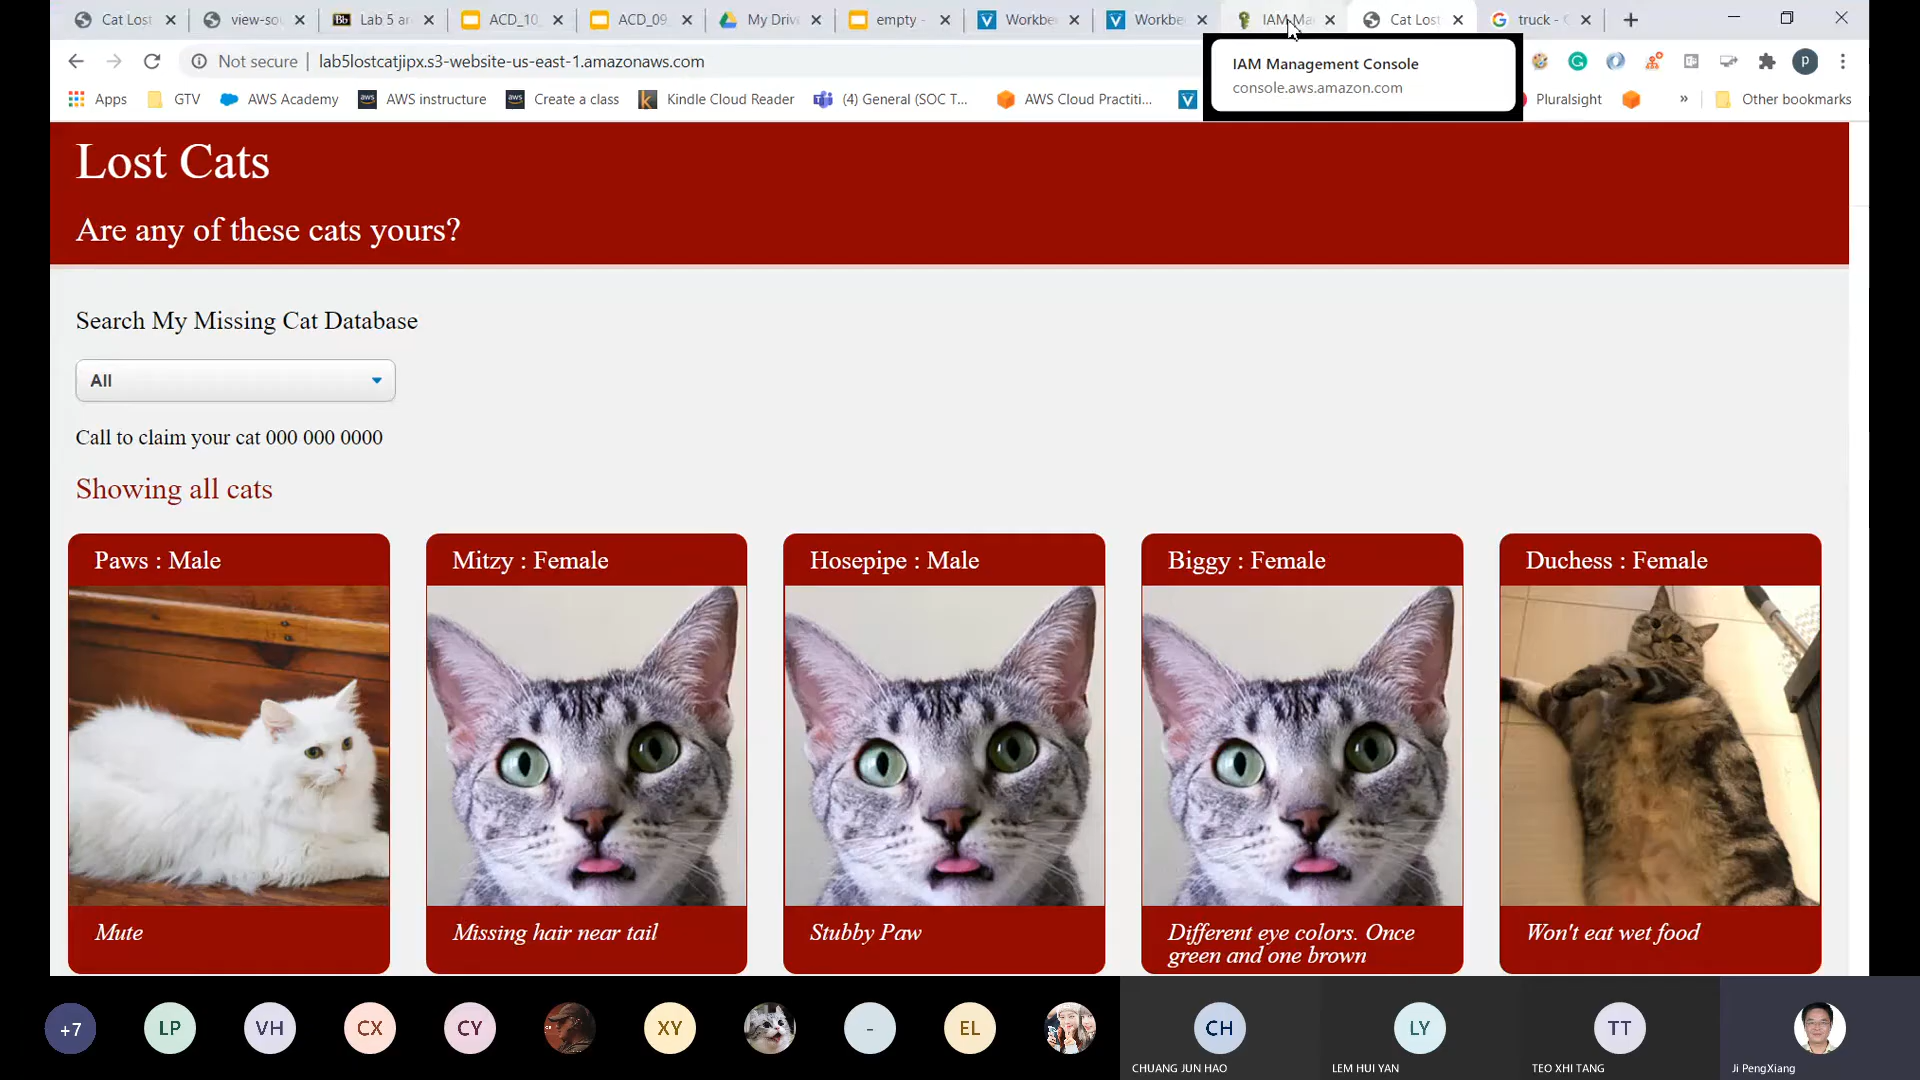 Cat Lost
view-so
Bb
Lab 5 ar
ACD_10
ACD_09
My Driv
empty -
Workbe
Workbe
IAM Ma
Cat Lost
truck -
Not secure | lab5lostcatjipx.s3-website-us-east-1.amazonaws.com
IAM Management Console
console.aws.amazon.com
p
Apps
GTV
AWS Academy
aws
AWS instructure
aws
Create a class
Kindle Cloud Reader
(4) General (SOC T...
AWS Cloud Practiti...
Pluralsight
»
Other bookmarks
Lost Cats
Are any of these cats yours?
Search My Missing Cat Database
All
Call to claim your cat 000 000 0000
Showing all cats
Paws : Male
Mitzy : Female
Hosepipe : Male
Biggy : Female
Duchess : Female
Mute
Missing hair near tail
Stubby Paw
Different eye colors. Once
green and one brown
Won't eat wet food
+7
LP
VH
CX
CY
XY
-
EL
CH
LY
TT
CHUANG JUN HAO
LEM HUI YAN
TEO XHI TANG
Ji PengXiang